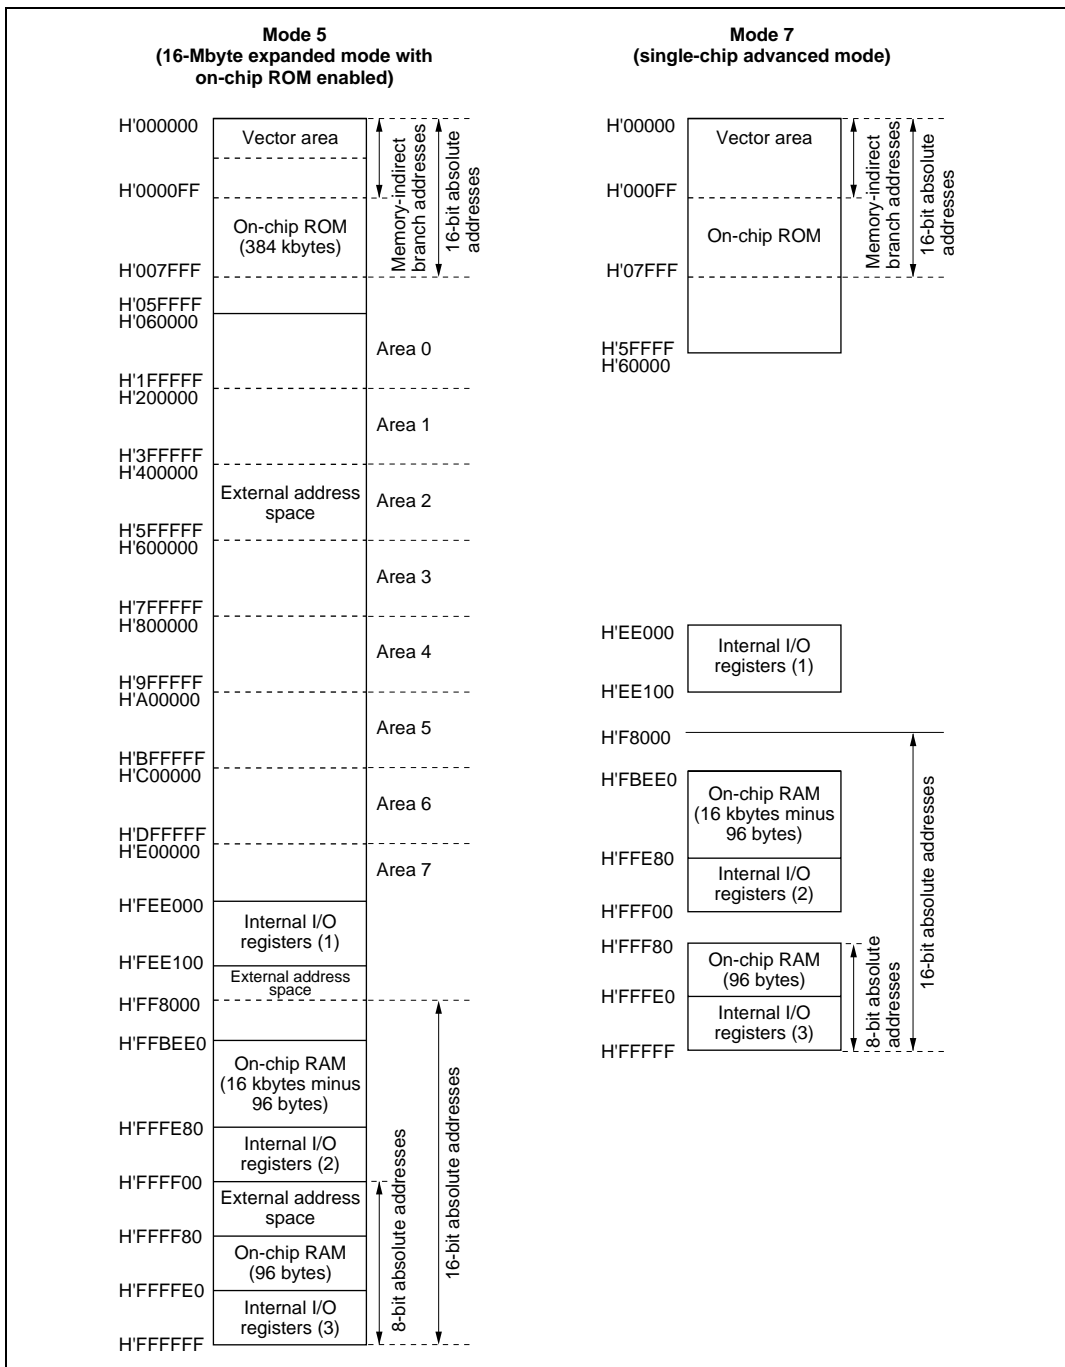 Mode 5
(16-Mbyte expanded mode with
on-chip ROM enabled)
H'000000
Vector area
H'0000FF
On-chip ROM
(384 kbytes)
H'007FFF
Memory-indirect
branch addresses
16-bit absolute
addresses
H'05FFFF
H'060000
Area 0
H'1FFFFF
H'200000
Area 1
H'3FFFFF
H'400000
External address
space
Area 2
H'5FFFFF
H'600000
Area 3
H'7FFFFF
H'800000
Area 4
H'9FFFFF
H'A00000
Area 5
H'BFFFFF
H'C00000
Area 6
H'DFFFFF
H'E00000
Area 7
H'FEE000
Internal I/O
registers (1)
H'FEE100
External address
space
H'FF8000
H'FFBEE0
On-chip RAM
(16 kbytes minus
96 bytes)
H'FFFE80
Internal I/O
registers (2)
H'FFFF00
External address
space
H'FFFF80
On-chip RAM
(96 bytes)
H'FFFFE0
Internal I/O
registers (3)
H'FFFFFF
8-bit absolute addresses
16-bit absolute addresses
Mode 7
(single-chip advanced mode)
H'00000
Vector area
H'000FF
On-chip ROM
H'07FFF
Memory-indirect
branch addresses
16-bit absolute
addresses
H'5FFFF
H'60000
H'EE000
Internal I/O
registers (1)
H'EE100
H'F8000
H'FBEE0
On-chip RAM
(16 kbytes minus
96 bytes)
H'FFE80
Internal I/O
registers (2)
H'FFF00
H'FFF80
On-chip RAM
(96 bytes)
H'FFFE0
Internal I/O
registers (3)
H'FFFFF
8-bit absolute
addresses
16-bit absolute addresses